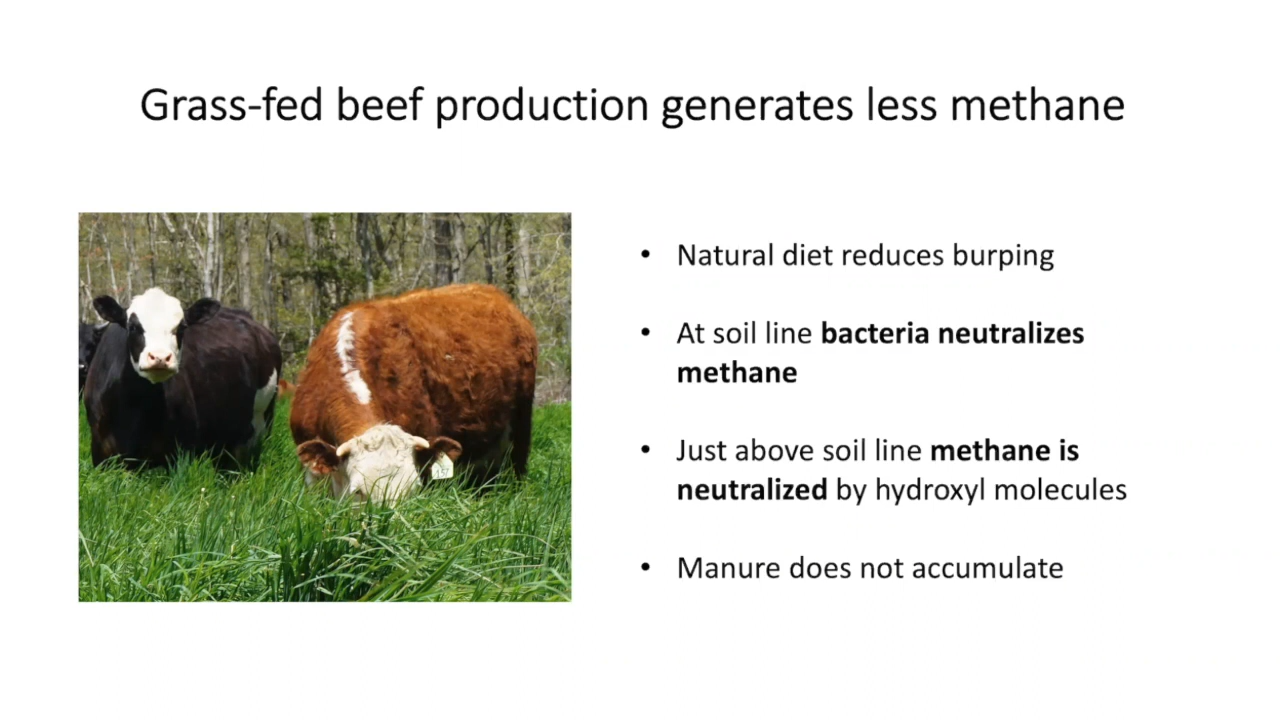 Grass-fed beef production generates less methane
• Natural diet reduces burping
• At soil line bacteria neutralizes
methane
• Just above soil line methane is
neutralized by hydroxyl molecules
• Manure does not accumulate